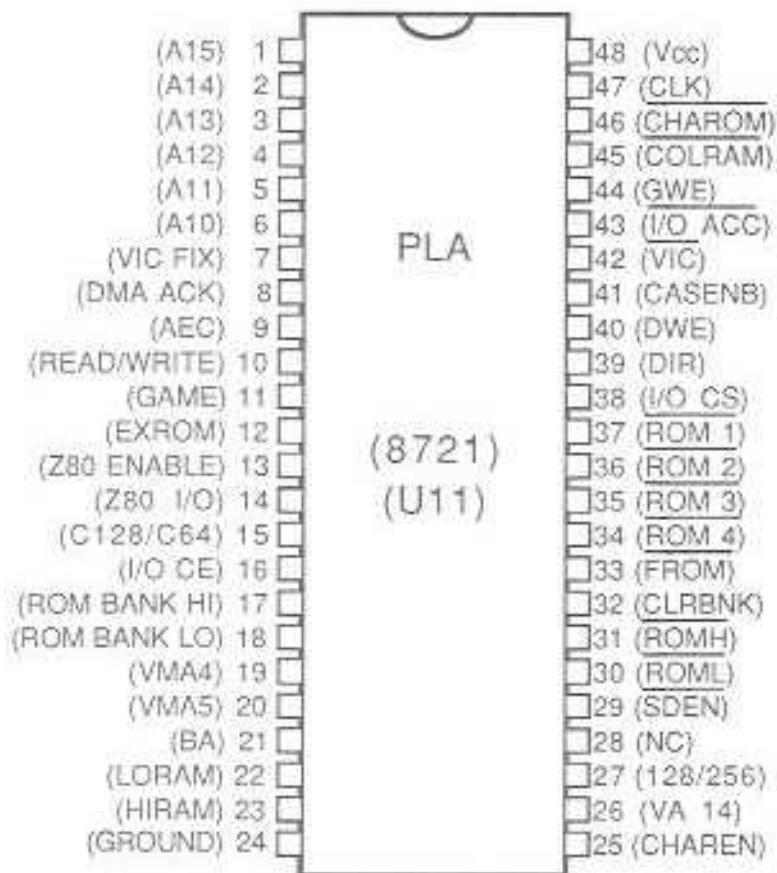 (A15) 1
(A14) 2
(A13) 3
(A12) 4
(A11) 5
(A10) 6
(VIC FIX) 7
(DMA ACK) 8
(AEC) 9
(READ/WRITE) 10
(GAME) 11
(EXROM) 12
(Z80 ENABLE) 13
(Z80 I/O) 14
(C128/C64) 15
(I/O CE) 16
(ROM BANK HI) 17
(ROM BANK LO) 18
(VMA4) 19
(VMA5) 20
(BA) 21
(LORAM) 22
(HIRAM) 23
(GROUND) 24
PLA
(8721)
(U11)
48 (Vcc)
47 (CLK)
46 (CHAROM)
45 (COLRAM)
44 (GWE)
43 (I/O ACC)
42 (VIC)
41 (CASENB)
40 (DWE)
39 (DIR)
38 (I/O CS)
37 (ROM 1)
36 (ROM 2)
35 (ROM 3)
34 (ROM 4)
33 (FROM)
32 (CLRBNK)
31 (ROMH)
30 (ROML)
29 (SDEN)
28 (NC)
27 (128/256)
26 (VA 14)
25 (CHAREN)